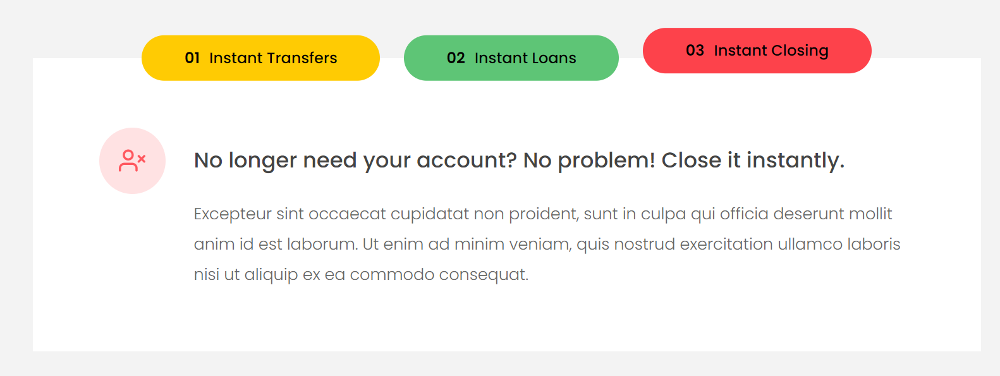 01 Instant Transfers
02 Instant Loans
03 Instant Closing
No longer need your account? No problem! Close it instantly.
Excepteur sint occaecat cupidatat non proident, sunt in culpa qui officia deserunt mollit
anim id est laborum. Ut enim ad minim veniam, quis nostrud exercitation ullamco laboris
nisi ut aliquip ex ea commodo consequat.